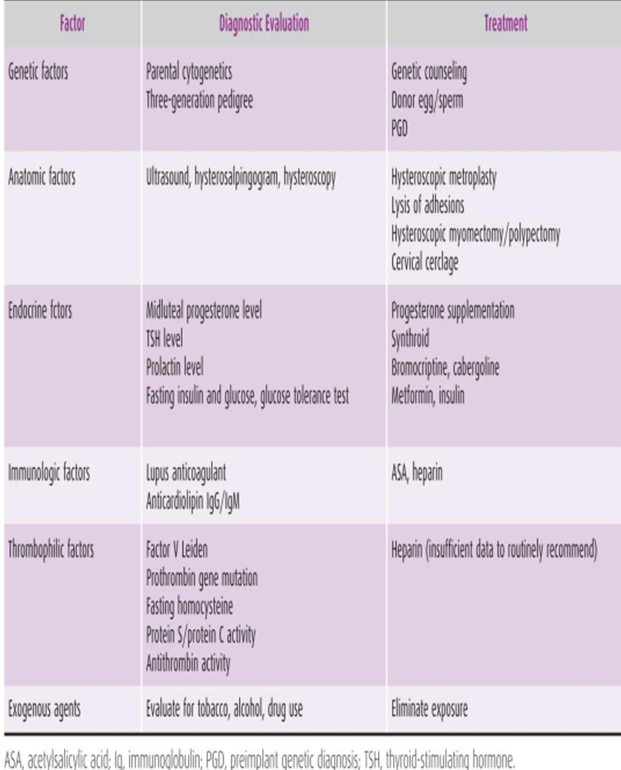 Factor Diagnostic Evaluation Treatment
Genetic factors Parental cytogenetics Genetic counseling
Three-generation pedigree Donor egg/sperm
PGD
Anatomic factors Ultrasound, hysterosalpingogram, hysteroscopy Hysteroscopic metroplasty
Lysis of adhesions
Hysteroscopic myomectomy/polypectomy
Cervical cerclage
Endocrine fctors Midluteal progesterone level Progesterone supplementation
TSH level Synthroid
Prolactin level Bromocriptine, cabergoline
Fasting insulin and glucose, glucose tolerance test Metformin, insulin
Immunologic factors Lupus anticoagulant ASA, heparin
Anticardiolipin IgG/IgM
Thrombophilic factors Factor V Leiden Heparin (insufficient data to routinely recommend)
Prothrombin gene mutation
Fasting homocysteine
Protein S/protein C activity
Antithrombin activity
Exogenous agents Evaluate for tobacco, alcohol, drug use Eliminate exposure
ASA, acetylsalicylic acid; Ig, immunoglobulin; PGD, preimplant genetic diagnosis; TSH, thyroid-stimulating hormone.